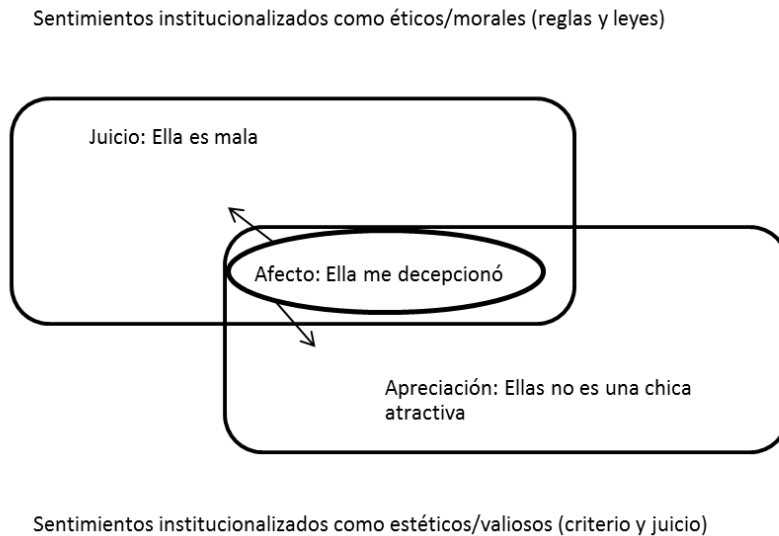 Sentimientos institucionalizados como éticos/morales (reglas y leyes)
Juicio: Ella es mala
Afecto: Ella me decepcionó
Apreciación: Ellas no es una chica
atractiva
Sentimientos institucionalizados como estéticos/valiosos (criterio y juicio)